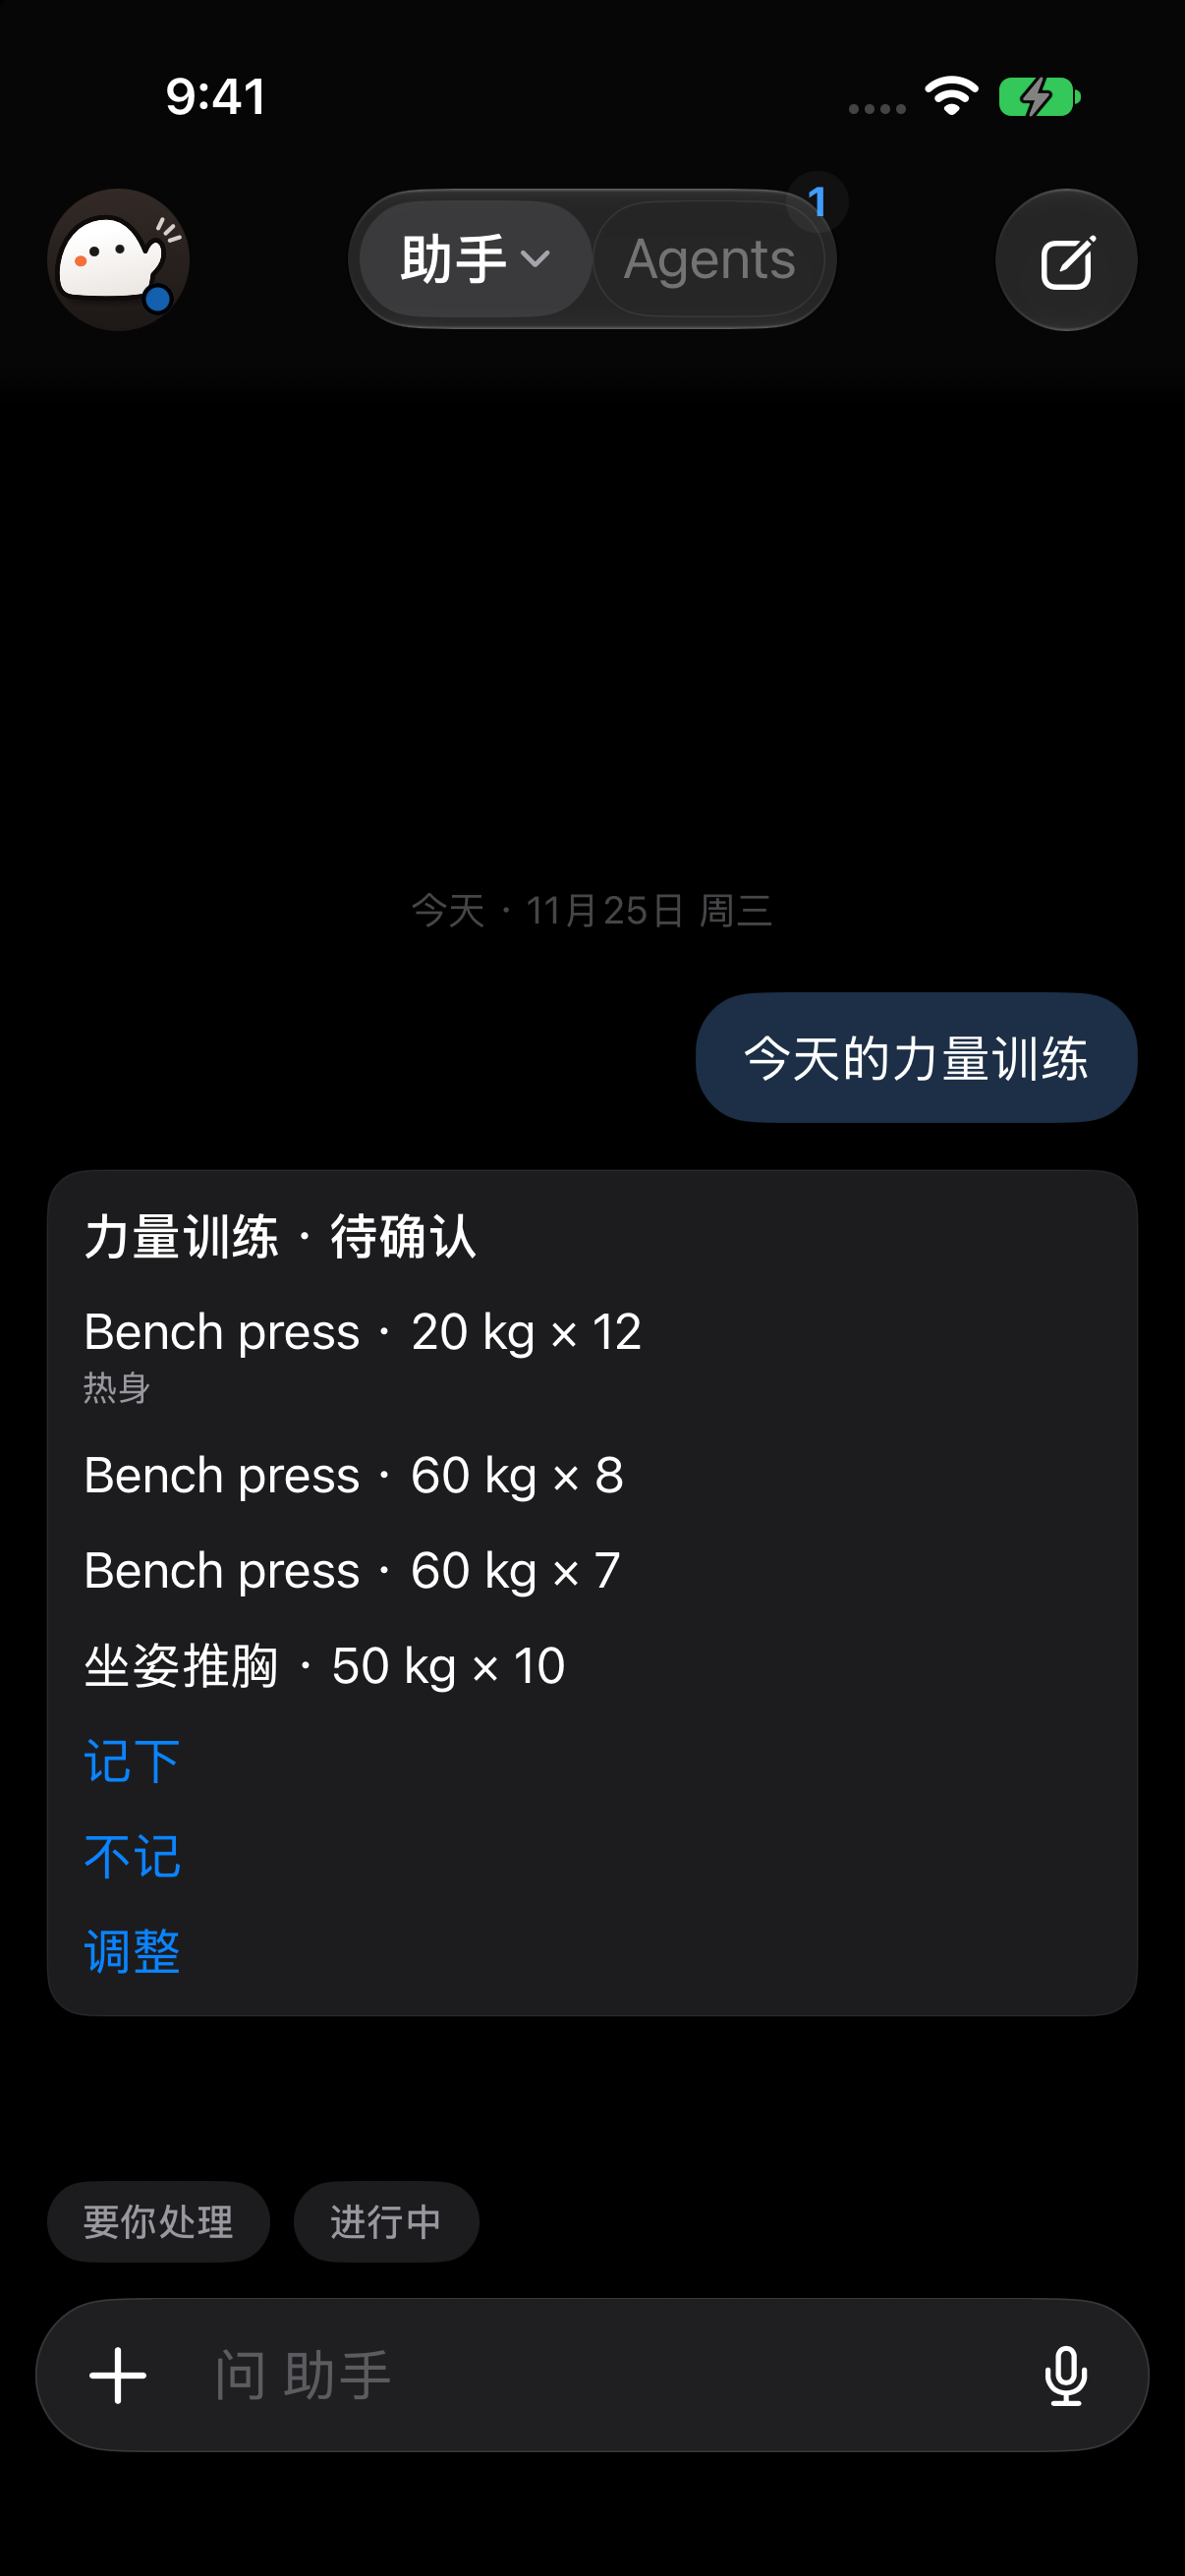 9:41
助手
Agents
1
今天 · 11月25日 周三
今天的力量训练
力量训练 · 待确认
Bench press · 20 kg × 12
热身
Bench press · 60 kg × 8
Bench press · 60 kg × 7
坐姿推胸 · 50 kg × 10
记下
不记
调整
要你处理
进行中
问 助手